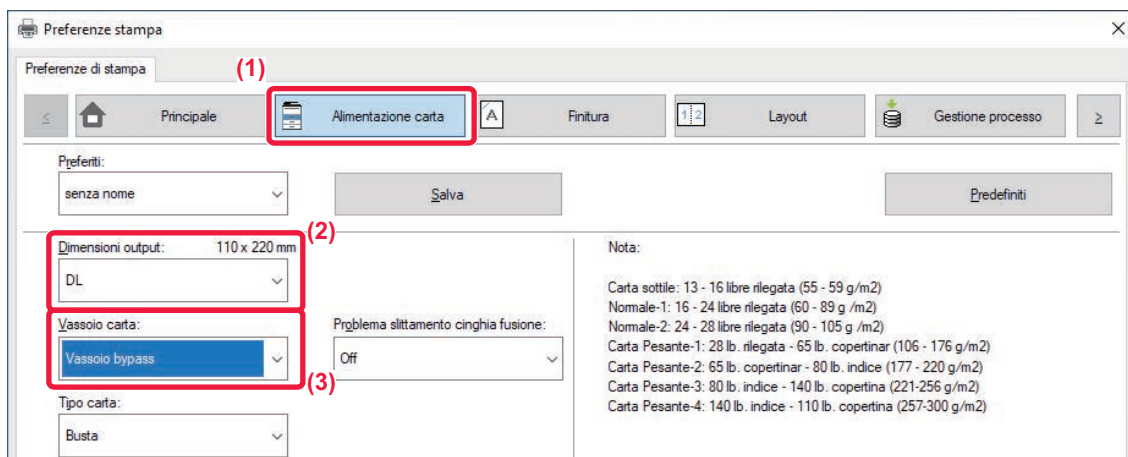 Preferenze stampa
Preferenze di stampa
(1)
≤
Principale
Alimentazione carta
A
Finitura
1 2
Layout
Gestione processo
≥
Preferiti:
senza nome
Salva
Predefiniti
(2)
Dimensioni output: 110 x 220 mm
DL
Vassoio carta:
Vassoio bypass
(3)
Problema slittamento cinghia fusione:
Off
Tipo carta:
Busta
Nota:
Carta sottile: 13 - 16 libre rilegata (55 - 59 g/m2)
Normale-1: 16 - 24 libre rilegata (60 - 89 g/m2)
Normale-2: 24 - 28 libre rilegata (90 - 105 g /m2)
Carta Pesante-1: 28 lb. rilegata - 65 lb. copertinar (106 - 176 g/m2)
Carta Pesante-2: 65 lb. copertinar - 80 lb. indice (177 - 220 g/m2)
Carta Pesante-3: 80 lb. indice - 140 lb. copertina (221-256 g/m2)
Carta Pesante-4: 140 lb. indice - 110 lb. copertina (257-300 g/m2)